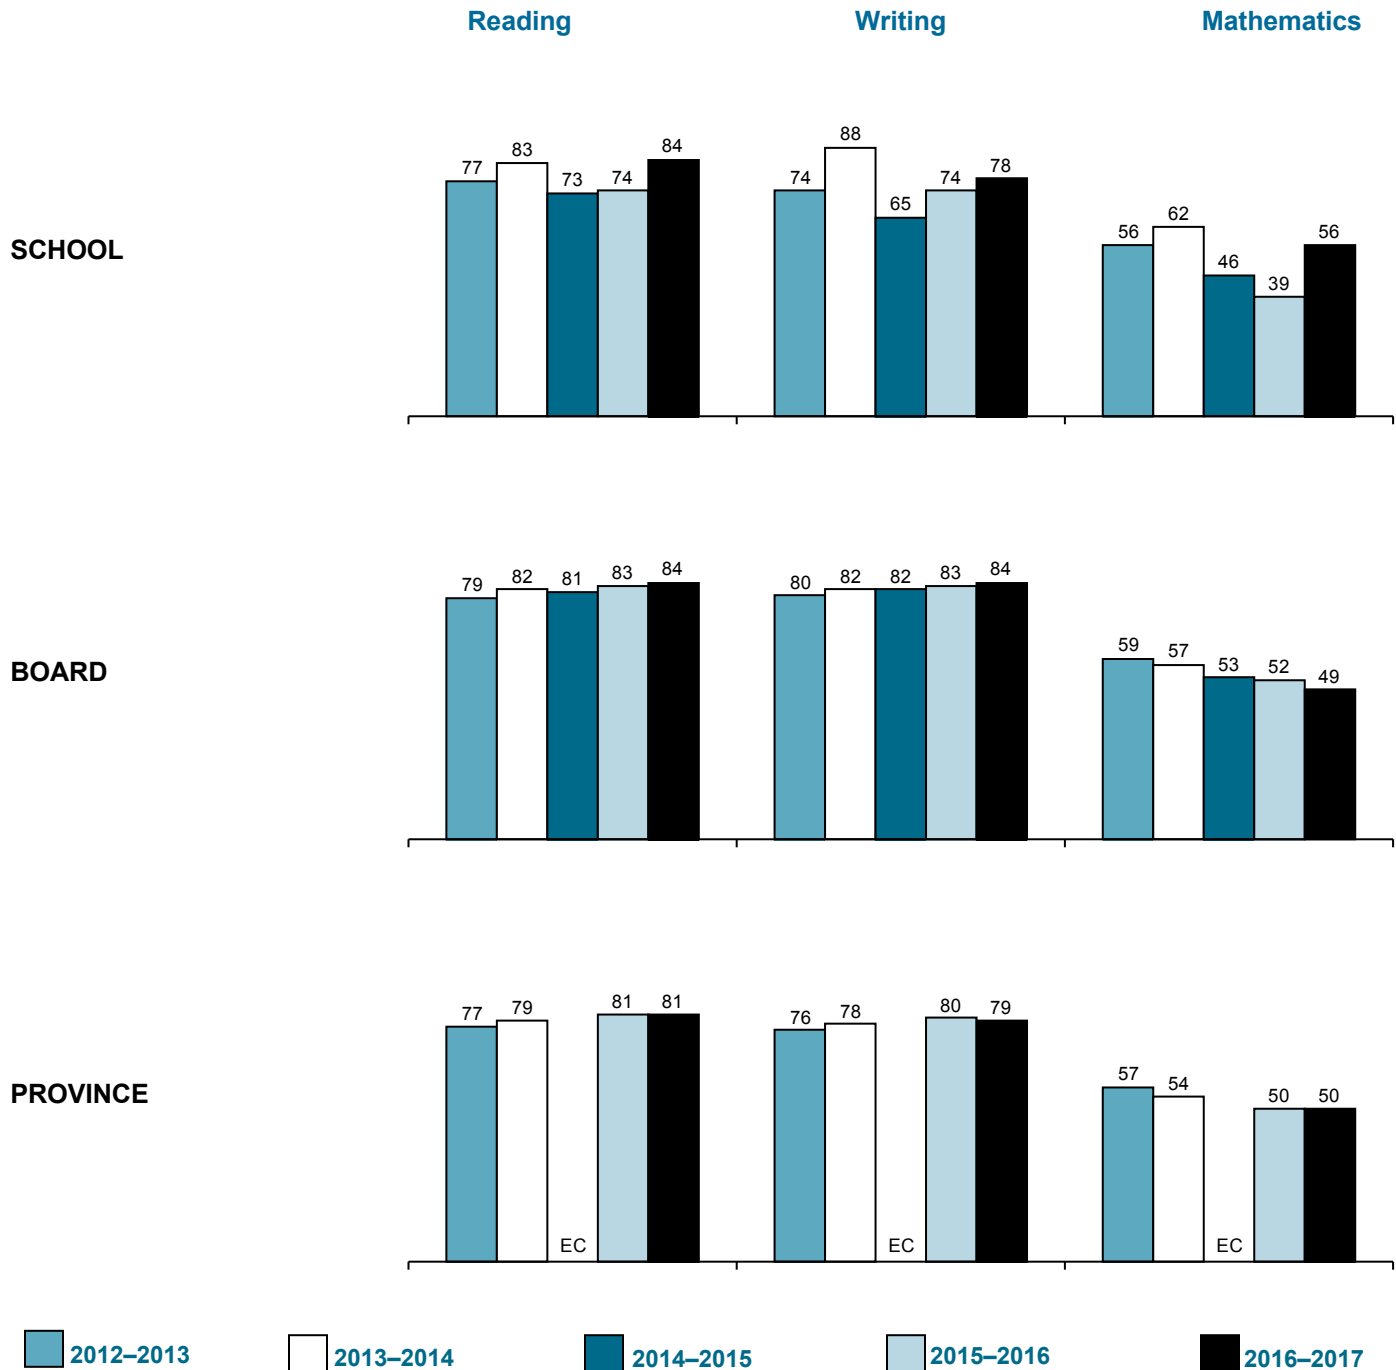 Reading Writing Mathematics
SCHOOL
77 83 73 74 84 74 88 65 74 78 56 62 46 39 56
BOARD
79 82 81 83 84 80 82 82 83 84 59 57 53 52 49
PROVINCE
77 79 EC 81 81 76 78 EC 80 79 57 54 EC 50 50
2012–2013 2013–2014 2014–2015 2015–2016 2016–2017